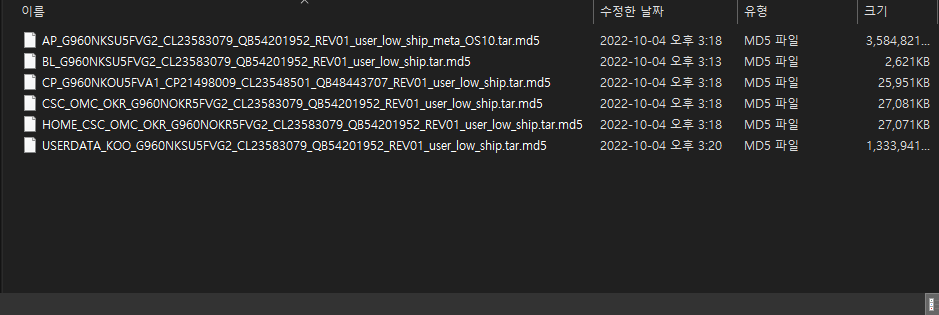 이름 수정한 날짜 유형 크기
AP_G960NKSU5FVG2_CL23583079_QB54201952_REV01_user_low_ship_meta_OS10.tar.md5 2022-10-04 오후 3:18 MD5 파일 3,584,821...
BL_G960NKSU5FVG2_CL23583079_QB54201952_REV01_user_low_ship.tar.md5 2022-10-04 오후 3:13 MD5 파일 2,621KB
CP_G960NKOU5FVA1_CP21498009_CL23548501_QB48443707_REV01_user_low_ship.tar.md5 2022-10-04 오후 3:18 MD5 파일 25,951KB
CSC_OMC_OKR_G960NOKR5FVG2_CL23583079_QB54201952_REV01_user_low_ship.tar.md5 2022-10-04 오후 3:18 MD5 파일 27,081KB
HOME_CSC_OMC_OKR_G960NOKR5FVG2_CL23583079_QB54201952_REV01_user_low_ship.tar.md5 2022-10-04 오후 3:18 MD5 파일 27,071KB
USERDATA_KOO_G960NKSU5FVG2_CL23583079_QB54201952_REV01_user_low_ship.tar.md5 2022-10-04 오후 3:20 MD5 파일 1,333,941...